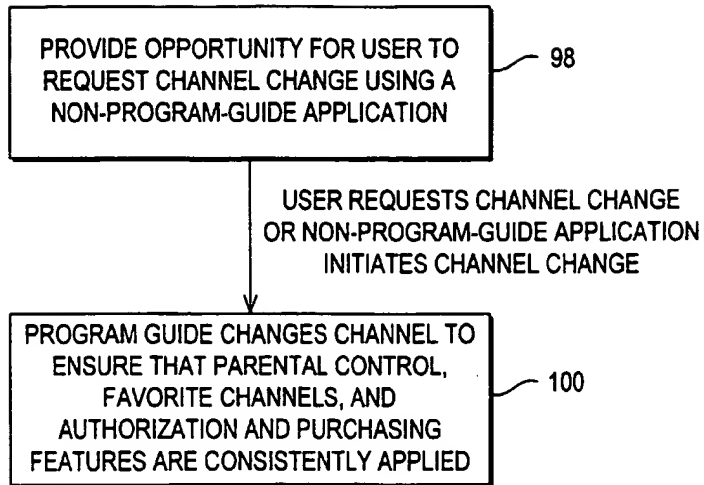 PROVIDE OPPORTUNITY FOR USER TO
REQUEST CHANNEL CHANGE USING A
NON-PROGRAM-GUIDE APPLICATION
98
USER REQUESTS CHANNEL CHANGE
OR NON-PROGRAM-GUIDE APPLICATION
INITIATES CHANNEL CHANGE
PROGRAM GUIDE CHANGES CHANNEL TO
ENSURE THAT PARENTAL CONTROL,
FAVORITE CHANNELS, AND
AUTHORIZATION AND PURCHASING
FEATURES ARE CONSISTENTLY APPLIED
100